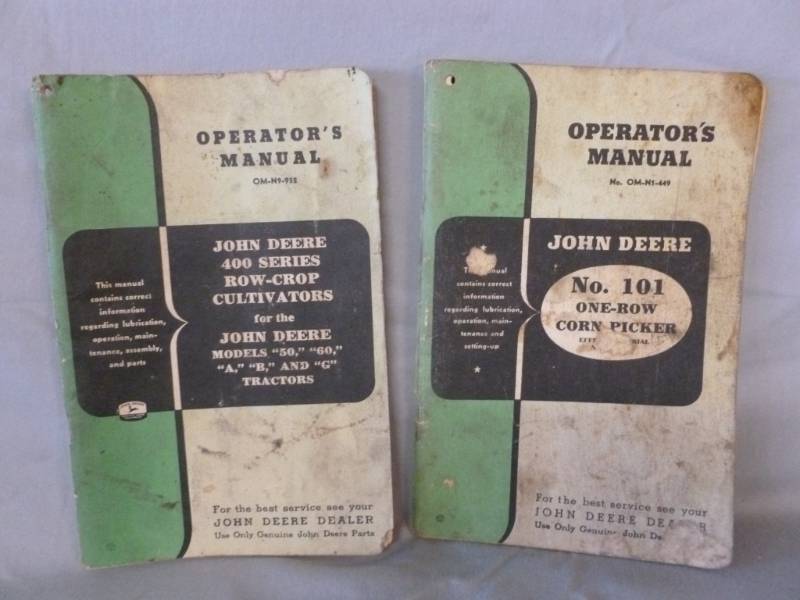 OPERATOR'S
MANUAL
OM-N9-952
This manual
contains correct
information
regarding lubrication,
operation, main-
tenance, assembly,
and parts
JOHN DEERE
400 SERIES
ROW-CROP
CULTIVATORS
for the
JOHN DEERE
MODELS "50," "60,"
"A," "B," AND "G"
TRACTORS
For the best service see your
JOHN DEERE DEALER
Use Only Genuine John Deere Parts
OPERATOR'S
MANUAL
No. OM-N1-449
contains correct
information
regarding lubrication,
operation, main-
tenance and
setting-up
JOHN DEERE
No. 101
ONE-ROW
CORN PICKER
For the best service see your
JOHN DEERE
Use Only Genuine John